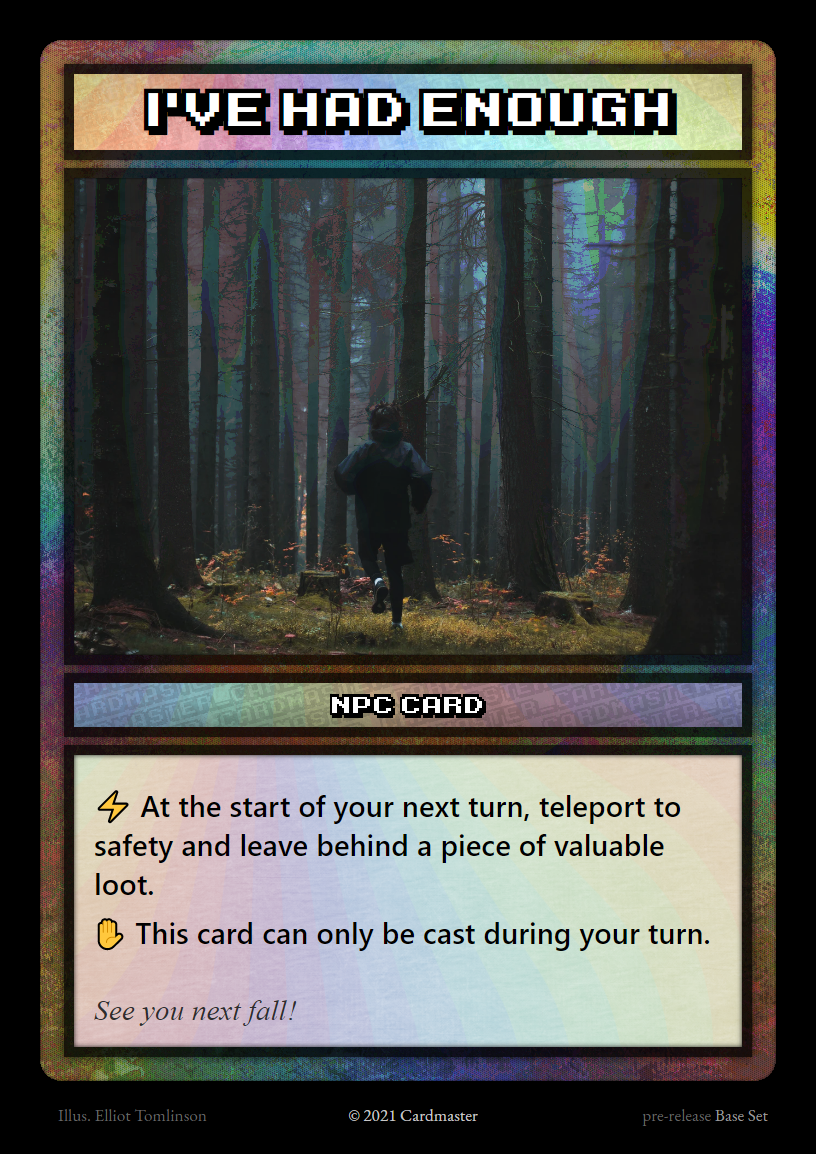 I'VE HAD ENOUGH
NPC CARD
⚡ At the start of your next turn, teleport to
safety and leave behind a piece of valuable
loot.
✋ This card can only be cast during your turn.
See you next fall!
Illus. Elliot Tomlinson © 2021 Cardmaster pre-release Base Set